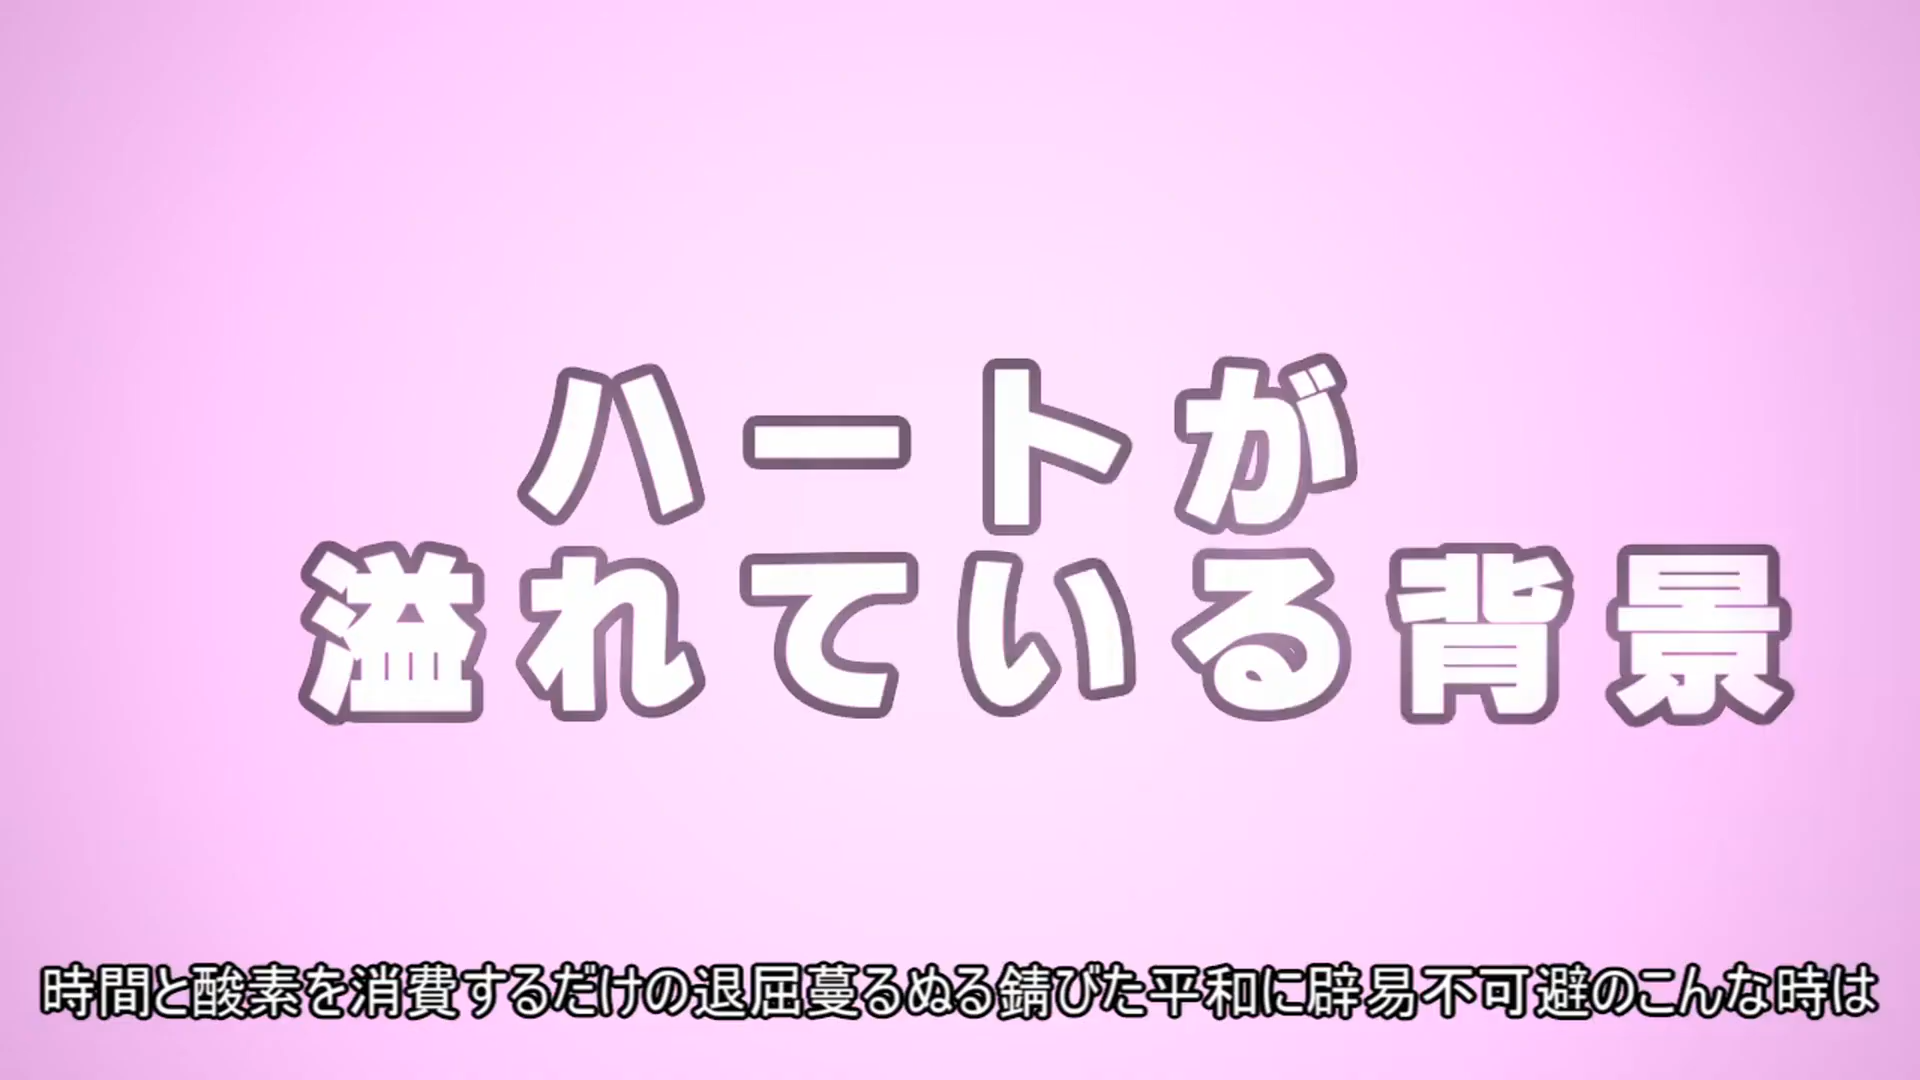 ハートが
溢れている背景
時間と酸素を消費するだけの退屈蔓るぬる錆びた平和に辟易不可避のこんな時は